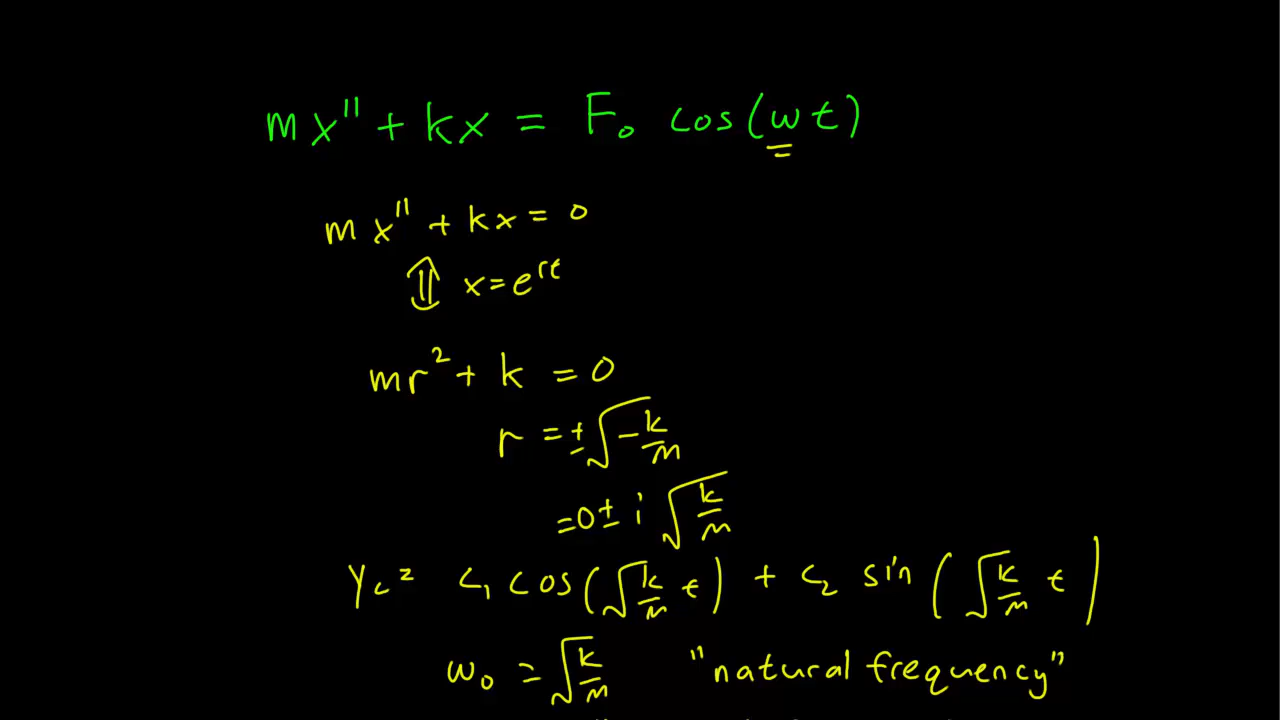 mx'' + kx = F₀ cos(ωt)
mx'' + kx = 0
⇕ x = e^{rt}
mr² + k = 0
r = ±√(-k/m)
= 0 ± i √(k/m)
y_c = c₁ cos(√(k/m) t) + c₂ sin(√(k/m) t)
ω₀ = √(k/m) "natural frequency"